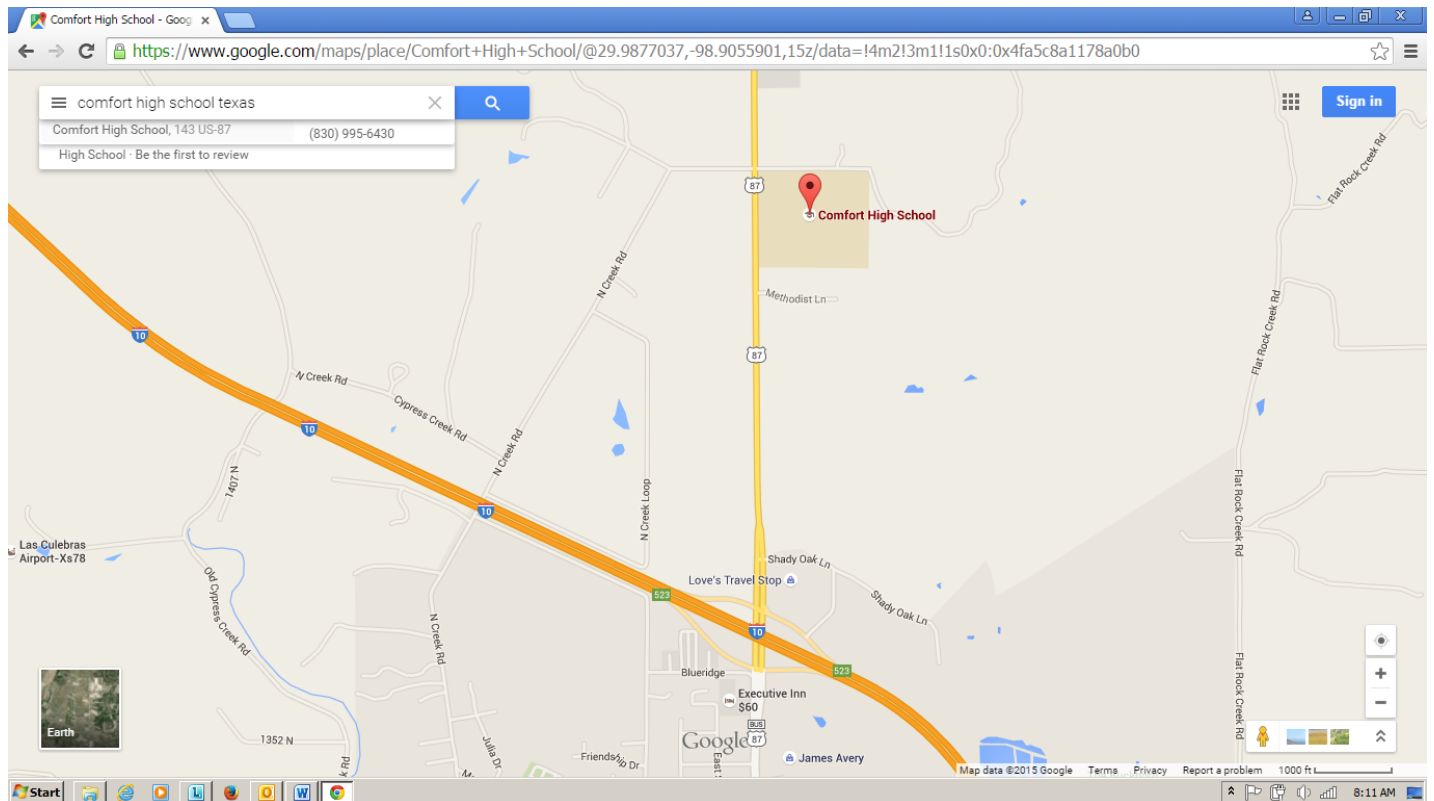 Comfort High School - Goog
https://www.google.com/maps/place/Comfort+High+School/@29.9877037,-98.9055901,15z/data=!4m2!3m1!1s0x0:0x4fa5c8a1178a0b0
comfort high school texas
Sign in
Comfort High School, 143 US-87
(830) 995-6430
High School · Be the first to review
Flat Rock Creek Rd
87
Comfort High School
N Creek Rd
Methodist Ln
10
87
Flat Rock Creek Rd
N Creek Rd
Cypress Creek Rd
10
N Creek Rd
1407 N
10
N Creek Loop
Flat Rock Creek Rd
Las Culebras
Airport-Xs78
Shady Oak Ln
Love's Travel Stop
Old Cypress Creek Rd
523
Shady Oak Ln
N Creek Rd
10
Blueridge
523
Flat Rock Creek Rd
Executive Inn
$60
Earth
1352 N
Julia Dr
Google
BUS
87
Friendship Dr
James Avery
k Rd
East
Map data ©2015 Google
Terms
Privacy
Report a problem
1000 ft
Start
8:11 AM